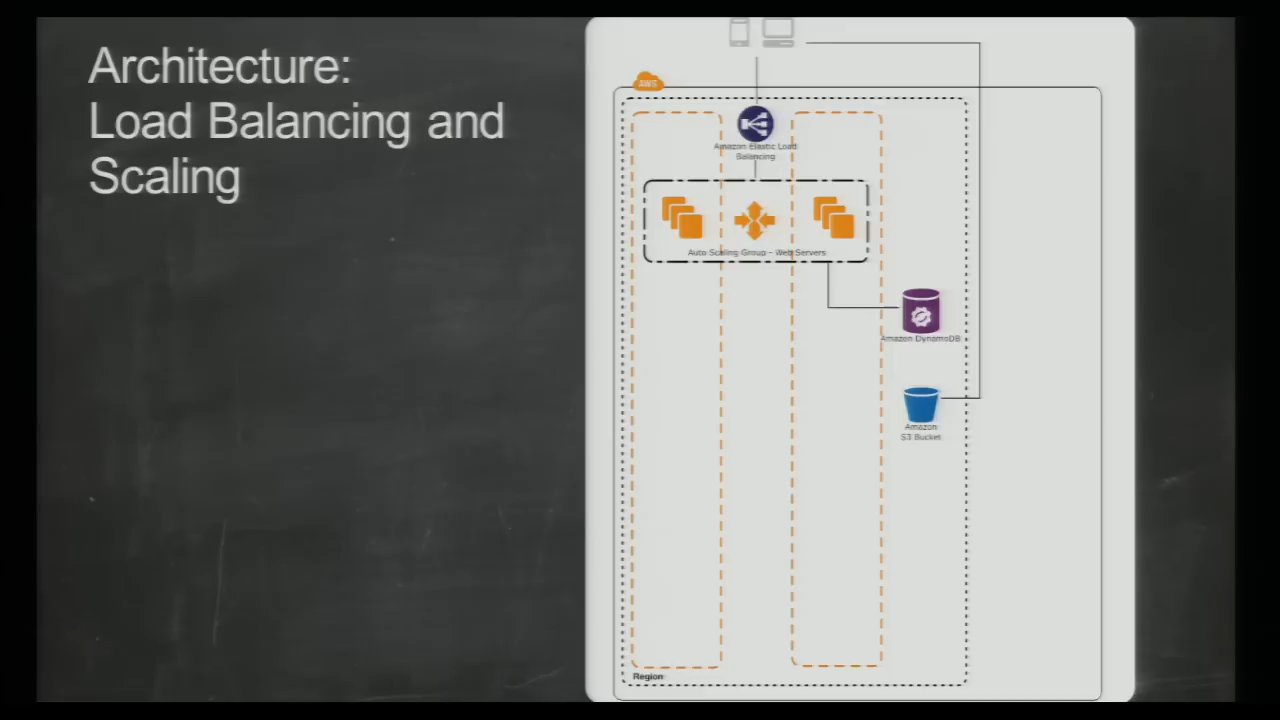 Architecture:
Load Balancing and
Scaling
AWS
Amazon Elastic Load
Balancing
Auto Scaling Group - Web Servers
Amazon DynamoDB
Amazon
S3 Bucket
Region